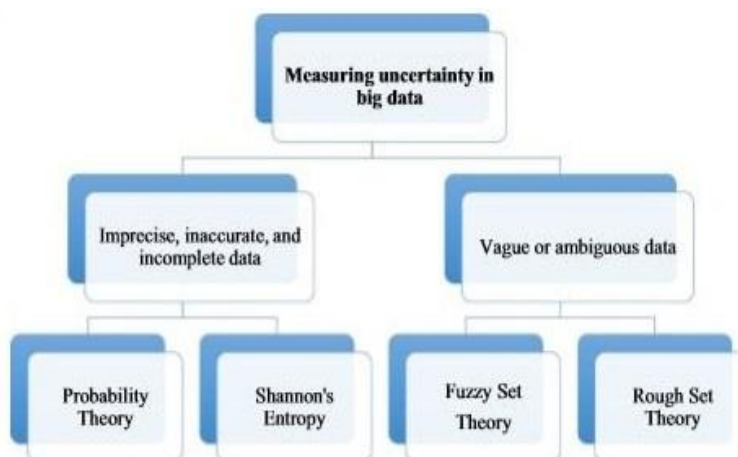 Measuring uncertainty in
big data
Imprecise, inaccurate, and
incomplete data
Vague or ambiguous data
Probability
Theory
Shannon's
Entropy
Fuzzy Set
Theory
Rough Set
Theory